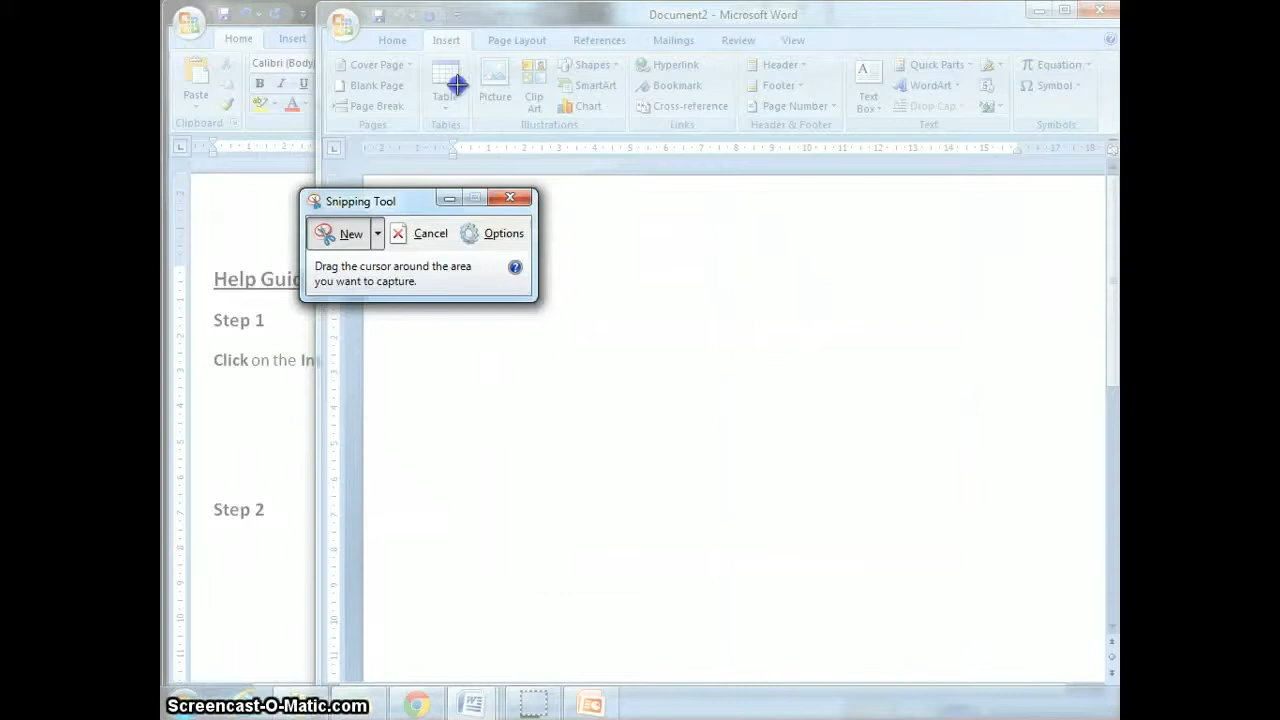 Document2 - Microsoft Word
Home Insert
Home Insert Page Layout References Mailings Review View
Paste
Calibri (Body
B I U
Clipboard
Cover Page
Blank Page
Page Break
Pages
Table
Tables
Picture
Clip Art
Shapes
SmartArt
Chart
Illustrations
Hyperlink
Bookmark
Cross-reference
Links
Header
Footer
Page Number
Header & Footer
Text Box
Quick Parts
WordArt
Drop Cap
Text
Equation
Symbol
Symbols
Snipping Tool
New Cancel Options
Drag the cursor around the area
you want to capture.
Help Guid
Step 1
Click on the In
Step 2
Screencast-O-Matic.com